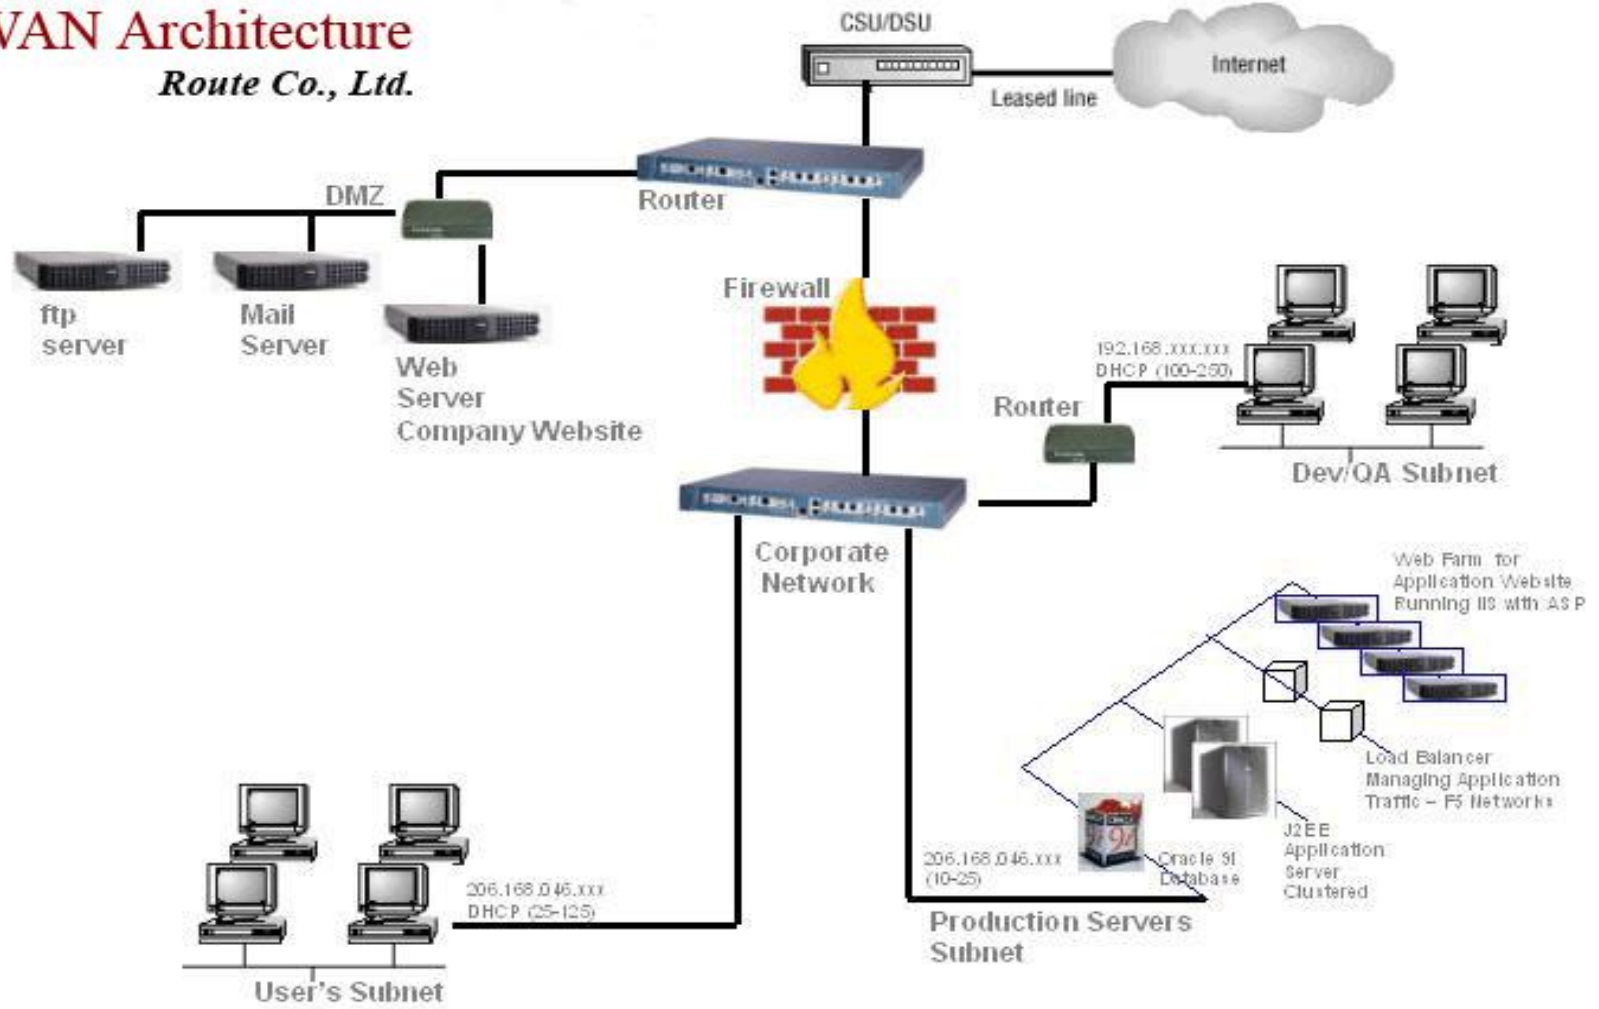 WAN Architecture
Route Co., Ltd.
CSU/DSU
Internet
Leased line
Router
DMZ
ftp
server
Mail
Server
Web
Server
Company Website
Firewall
192.168.xxx.xxx
DHCP (100-250)
Router
Dev/QA Subnet
Corporate
Network
Web Farm for
Application Website
Running IIS with ASP
Load Balancer
Managing Application
Traffic – F5 Networks
J2EE
Application
Server
Clustered
Oracle 9i
Database
206.168.046.xxx
(10-25)
Production Servers
Subnet
206.168.046.xxx
DHCP (25-125)
User's Subnet